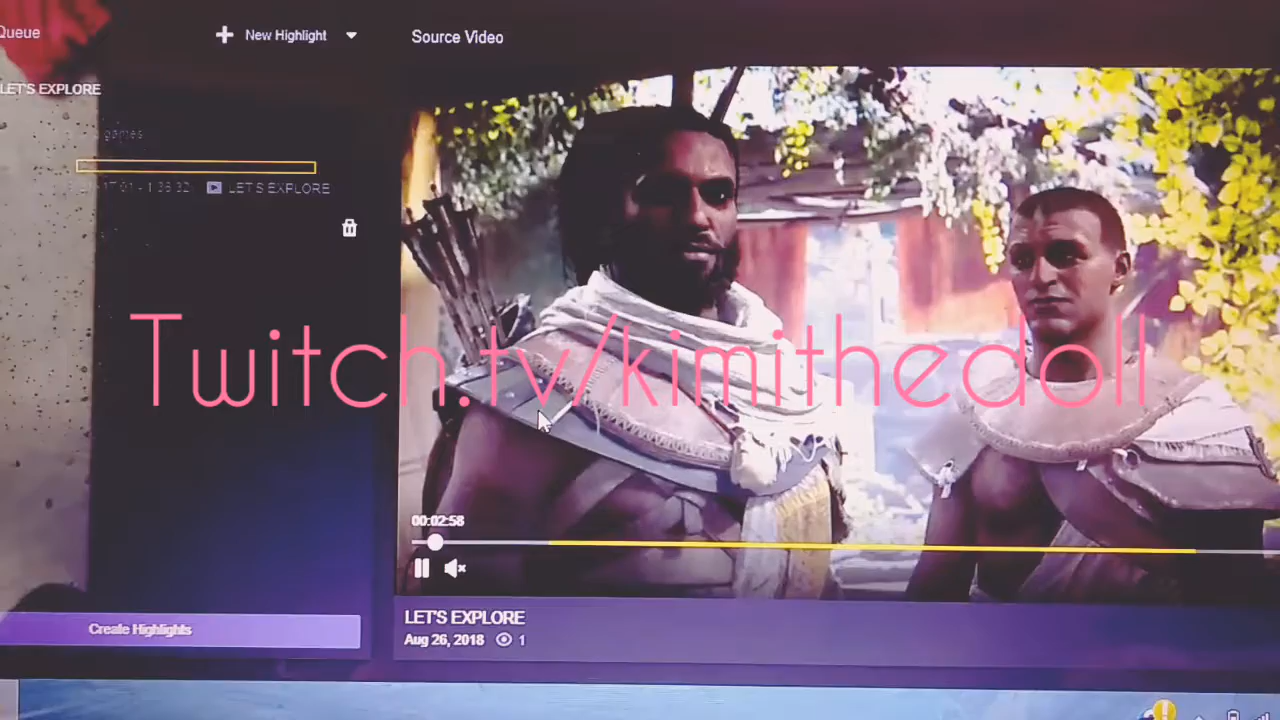 Queue
New Highlight
Source Video
LET'S EXPLORE
games
LET'S EXPLORE
Twitch.tv/kimithedoll
00:02:58
Create Highlights
LET'S EXPLORE
Aug 26, 2018 1